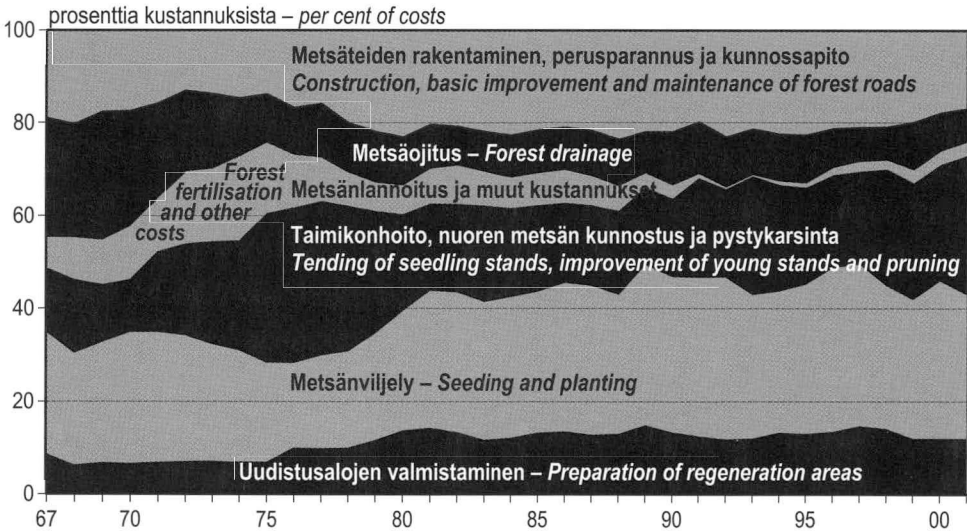 prosenttia kustannuksista – per cent of costs
100
Metsäteiden rakentaminen, perusparannus ja kunnossapito
Construction, basic improvement and maintenance of forest roads
80
Metsäojitus – Forest drainage
Forest
fertilisation
and other
costs
Metsänlannoitus ja muut kustannukset
60
Taimikonhoito, nuoren metsän kunnostus ja pystykarsinta
Tending of seedling stands, improvement of young stands and pruning
40
Metsänviljely – Seeding and planting
20
Uudistusalojen valmistaminen – Preparation of regeneration areas
0
67 70 75 80 85 90 95 00